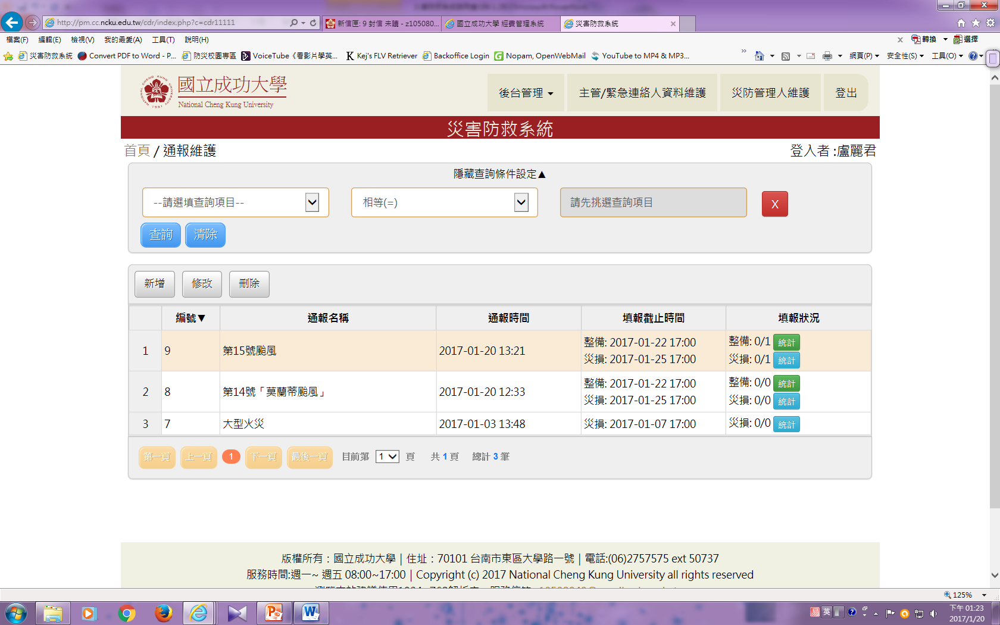 http://pm.cc.ncku.edu.tw/cdr/index.php?c=cdr11111
新信匣: 9 封信 未讀 - z105080...
國立成功大學 經費管理系統
災害防救系統
檔案(F) 編輯(E) 檢視(V) 我的最愛(A) 工具(T) 說明(H)
x 轉換 選擇
災害防救系統 Convert PDF to Word - P... 防災校園專區 VoiceTube《看影片學英... Kej's FLV Retriever Backoffice Login Nopam, OpenWebMail YouTube to MP4 & MP3... » 網頁(P) 安全性(S) 工具(O)
國立成功大學
National Cheng Kung University
後台管理 主管/緊急連絡人資料維護 災防管理人維護 登出
災害防救系統
首頁 / 通報維護 登入者 :盧麗君
隱藏查詢條件設定▲
--請選填查詢項目-- 相等(=) 請先挑選查詢項目 X
查詢 清除
新增 修改 刪除
編號▼ 通報名稱 通報時間 填報截止時間 填報狀況
1 9 第15號颱風 2017-01-20 13:21 整備: 2017-01-22 17:00 整備: 0/1 統計
災損: 2017-01-25 17:00 災損: 0/1 統計
2 8 第14號「莫蘭蒂颱風」 2017-01-20 12:33 整備: 2017-01-22 17:00 整備: 0/0 統計
災損: 2017-01-25 17:00 災損: 0/0 統計
3 7 大型火災 2017-01-03 13:48 災損: 2017-01-07 17:00 災損: 0/0 統計
第一頁 上一頁 1 下一頁 最後一頁 目前第 1 頁 共 1 頁 總計 3 筆
版權所有：國立成功大學 | 住址：70101 台南市東區大學路一號 | 電話:(06)2757575 ext 50737
服務時間:週一~ 週五 08:00~17:00 | Copyright (c) 2017 National Cheng Kung University all rights reserved
125%
易 英 下午 01:23
2017/1/20